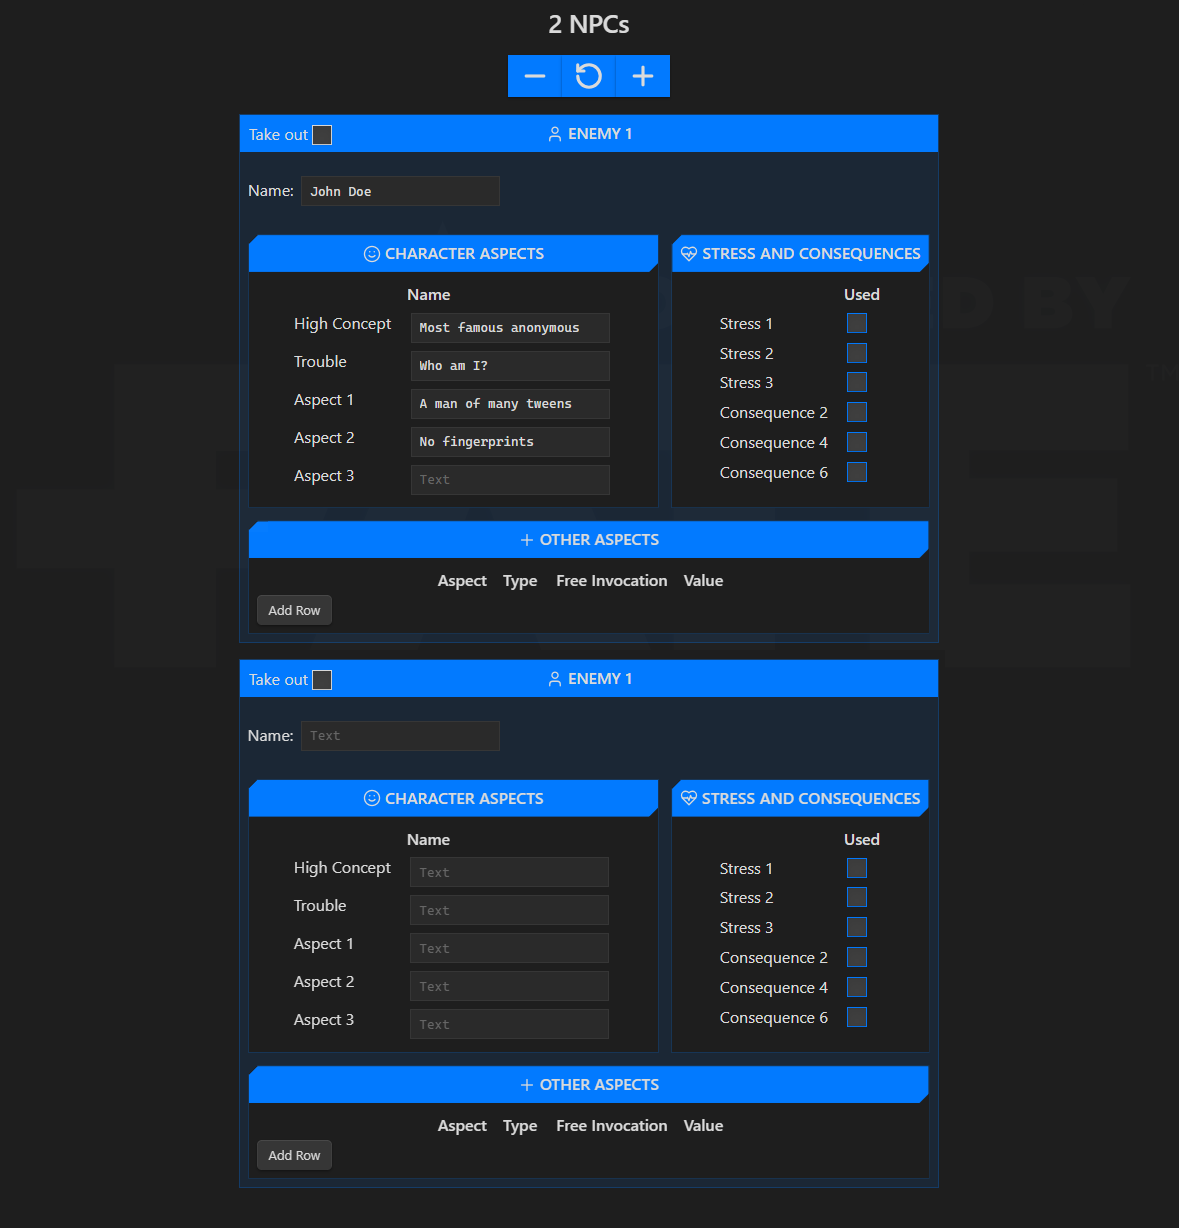 2 NPCs
Take out
ENEMY 1
Name: John Doe
CHARACTER ASPECTS
Name
High Concept Most famous anonymous
Trouble Who am I?
Aspect 1 A man of many tweens
Aspect 2 No fingerprints
Aspect 3 Text
STRESS AND CONSEQUENCES
Used
Stress 1
Stress 2
Stress 3
Consequence 2
Consequence 4
Consequence 6
OTHER ASPECTS
Aspect Type Free Invocation Value
Add Row
Take out
ENEMY 1
Name: Text
CHARACTER ASPECTS
Name
High Concept Text
Trouble Text
Aspect 1 Text
Aspect 2 Text
Aspect 3 Text
STRESS AND CONSEQUENCES
Used
Stress 1
Stress 2
Stress 3
Consequence 2
Consequence 4
Consequence 6
OTHER ASPECTS
Aspect Type Free Invocation Value
Add Row
BY
TM